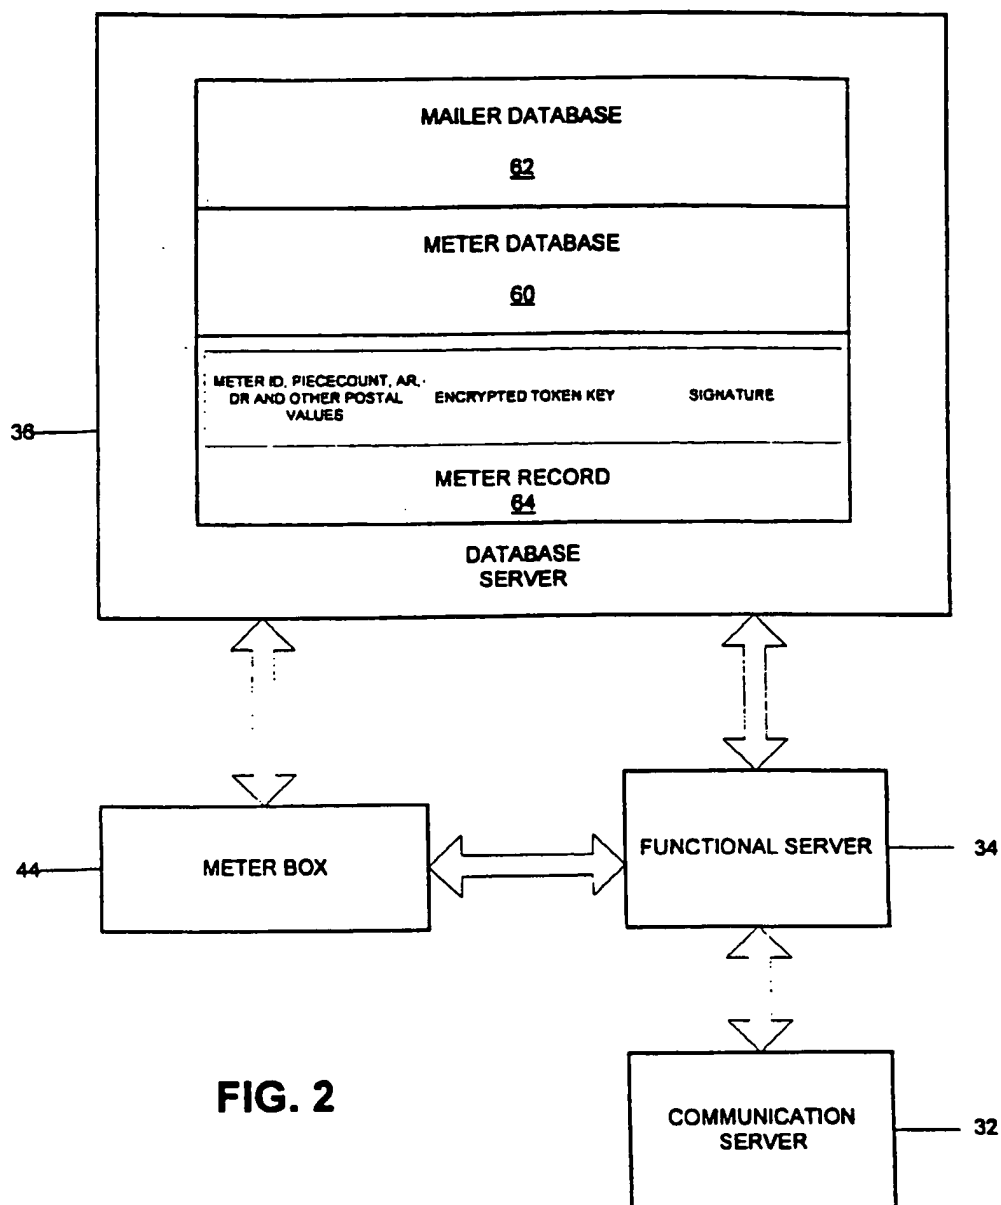 MAILER DATABASE
62
METER DATABASE
60
METER ID, PIECECOUNT, AR,
DR AND OTHER POSTAL
VALUES
ENCRYPTED TOKEN KEY
SIGNATURE
METER RECORD
64
DATABASE
SERVER
36
METER BOX
44
FUNCTIONAL SERVER
34
COMMUNICATION
SERVER
32
FIG. 2